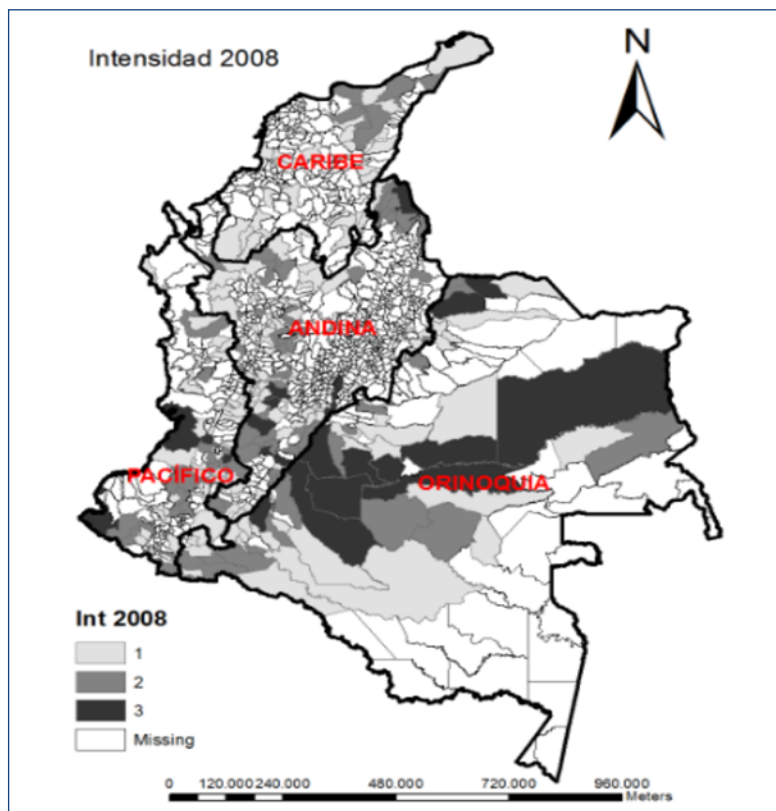 Intensidad 2008
N
CARIBE
ANDINA
PACÍFICO
ORINOQUIA
Int 2008
1
2
3
Missing
0 120.000 240.000 480.000 720.000 960.000
Meters